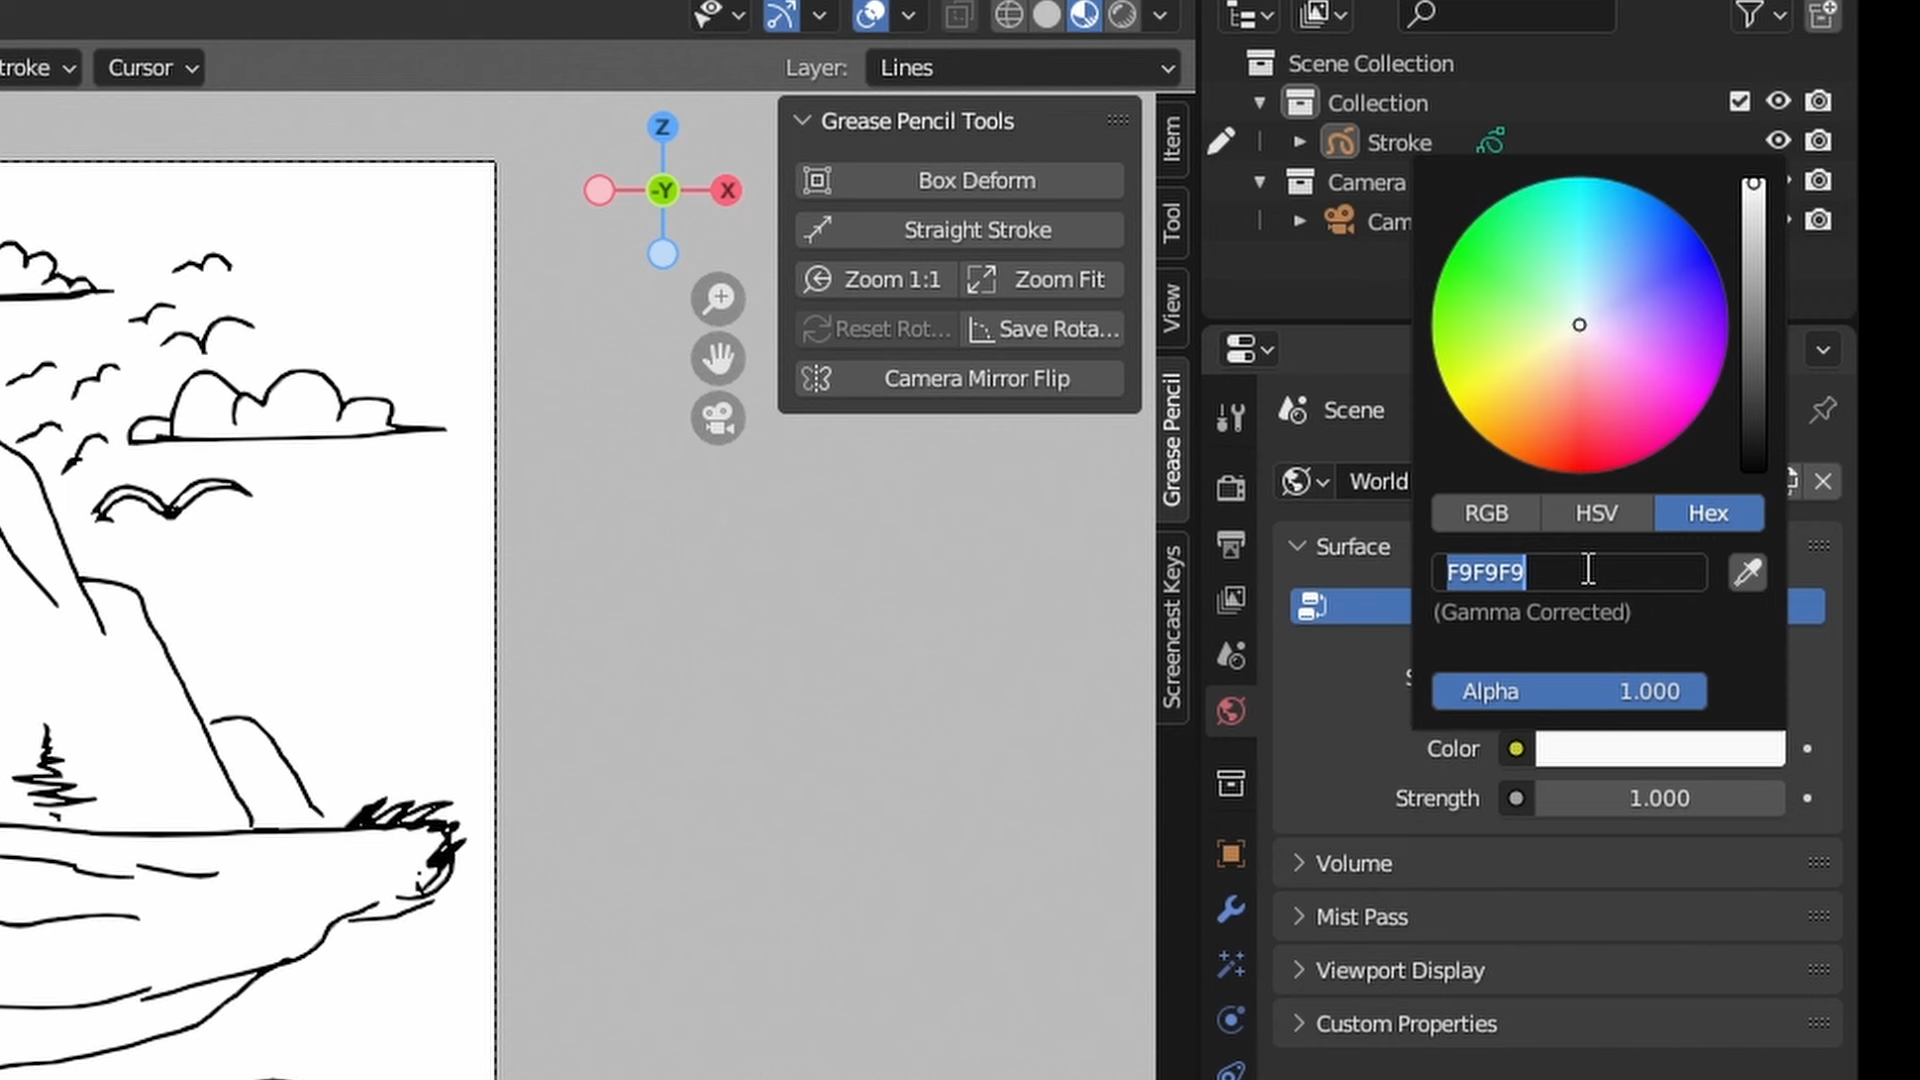 troke
Cursor
Layer:
Lines
Grease Pencil Tools
Box Deform
Straight Stroke
Zoom 1:1
Zoom Fit
Reset Rot...
Save Rota...
Camera Mirror Flip
Z
-Y
X
Item
Tool
View
Grease Pencil
Screencast Keys
Scene Collection
Collection
Stroke
Camera
Cam
Scene
World
Surface
RGB
HSV
Hex
F9F9F9
(Gamma Corrected)
Alpha 1.000
Color
Strength
1.000
Volume
Mist Pass
Viewport Display
Custom Properties